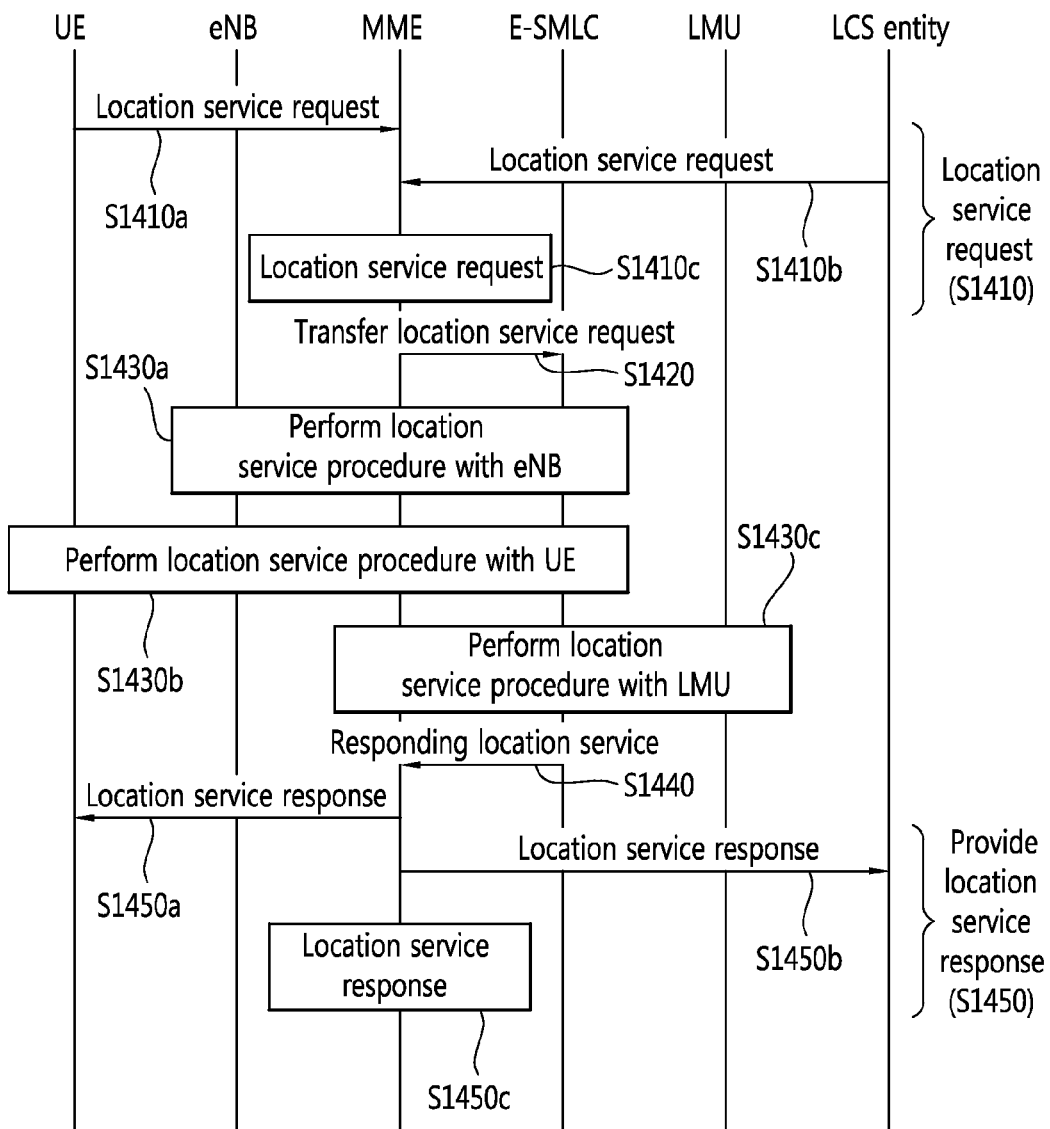 UE
eNB
MME
E-SMLC
LMU
LCS entity
Location service request
Location service request
S1410a
S1410b
Location service request
S1410c
Location
service
request
(S1410)
Transfer location service request
S1420
S1430a
Perform location
service procedure with eNB
Perform location service procedure with UE
S1430b
S1430c
Perform location
service procedure with LMU
Responding location service
S1440
Location service response
S1450a
Location service response
S1450b
Location service
response
S1450c
Provide
location
service
response
(S1450)